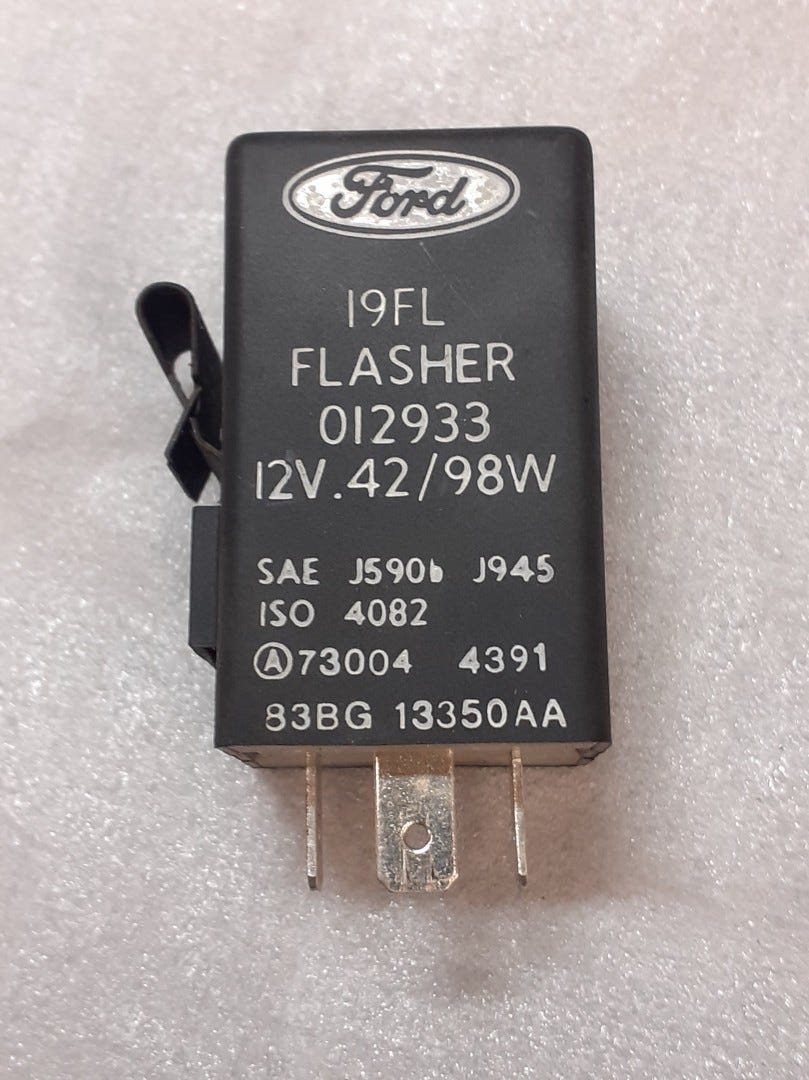 Ford
19FL
FLASHER
012933
12V.42/98W
SAE J590b J945
ISO 4082
Ⓐ73004 4391
83BG 13350AA